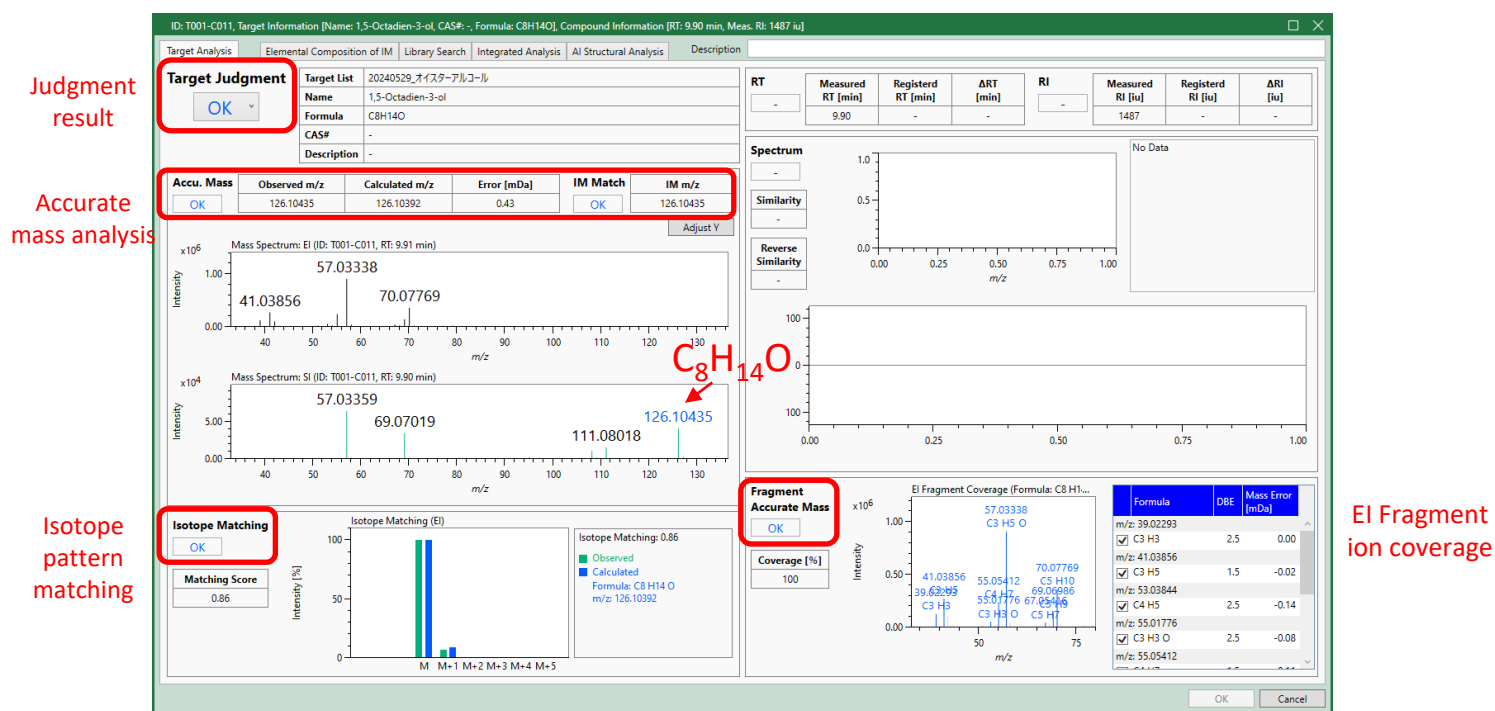 ID: T001-C011, Target Information [Name: 1,5-Octadien-3-ol, CAS#: -, Formula: C8H14O], Compound Information [RT: 9.90 min, Meas. RI: 1487 iu]
Target Analysis Elemental Composition of IM Library Search Integrated Analysis AI Structural Analysis Description
Judgment
result
Target Judgment
OK
Target List 20240529_オイスターアルコール
Name 1,5-Octadien-3-ol
Formula C8H14O
CAS# -
Description -
Accurate
mass analysis
Accu. Mass Observed m/z Calculated m/z Error [mDa] IM Match IM m/z
OK 126.10435 126.10392 0.43 OK 126.10435
Adjust Y
x10⁶ Mass Spectrum: EI (ID: T001-C011, RT: 9.91 min)
Intensity
1.00
0.00
57.03338
41.03856
70.07769
40 50 60 70 80 90 100 110 120 130
m/z
C₈H₁₄O
x10⁴ Mass Spectrum: SI (ID: T001-C011, RT: 9.90 min)
Intensity
5.00
0.00
57.03359
69.07019
111.08018
126.10435
40 50 60 70 80 90 100 110 120 130
m/z
Isotope
pattern
matching
Isotope Matching
OK
Matching Score
0.86
Isotope Matching (EI)
Intensity [%]
100
50
0
M M+1 M+2 M+3 M+4 M+5
Isotope Matching: 0.86
Observed
Calculated
Formula: C8 H14 O
m/z: 126.10392
RT
-
Measured RT [min] Registerd RT [min] ΔRT [min]
9.90 - -
RI
-
Measured RI [iu] Registerd RI [iu] ΔRI [iu]
1487 - -
Spectrum
-
Similarity
-
Reverse
Similarity
-
1.0
0.5
0.0
0.00 0.25 0.50 0.75 1.00
m/z
No Data
100
0
100
0.00 0.25 0.50 0.75 1.00
Fragment
Accurate Mass
OK
Coverage [%]
100
EI Fragment Coverage (Formula: C8 H1...
x10⁶
Intensity
1.00
0.50
0.00
57.03338
C3 H5 O
41.03856
C3 H5
39.02293
C3 H3
55.05412
C4 H7
55.01776
C3 H3 O
70.07769
C5 H10
69.06986
C5 H9
67.05416
C5 H7
50 75
m/z
Formula DBE Mass Error [mDa]
m/z: 39.02293
C3 H3 2.5 0.00
m/z: 41.03856
C3 H5 1.5 -0.02
m/z: 53.03844
C4 H5 2.5 -0.14
m/z: 55.01776
C3 H3 O 2.5 -0.08
m/z: 55.05412
EI Fragment
ion coverage
OK Cancel